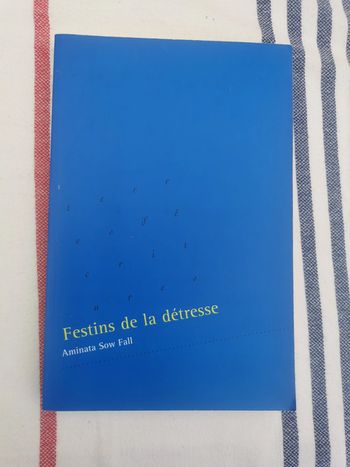 Festins de la détresse
Aminata Sow Fall